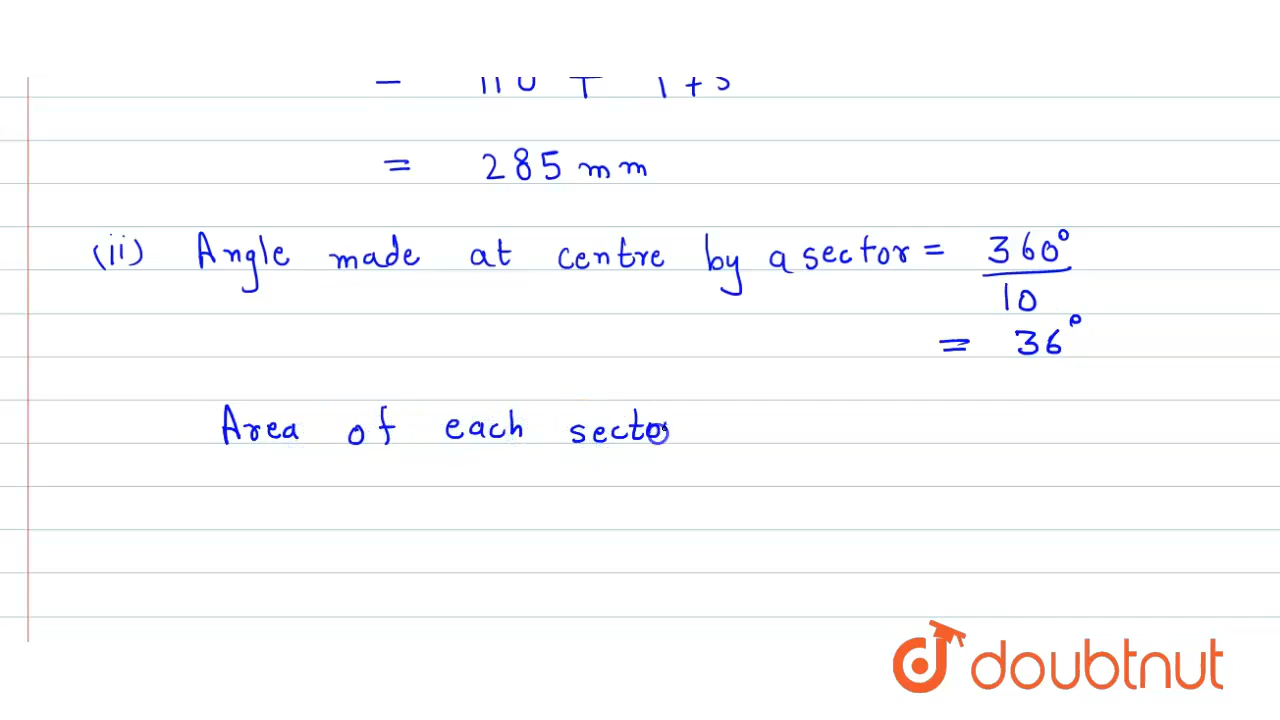 = 285 mm
(ii) Angle made at centre by a sector = 360°
10
= 36°
Area of each secto
doubtnut